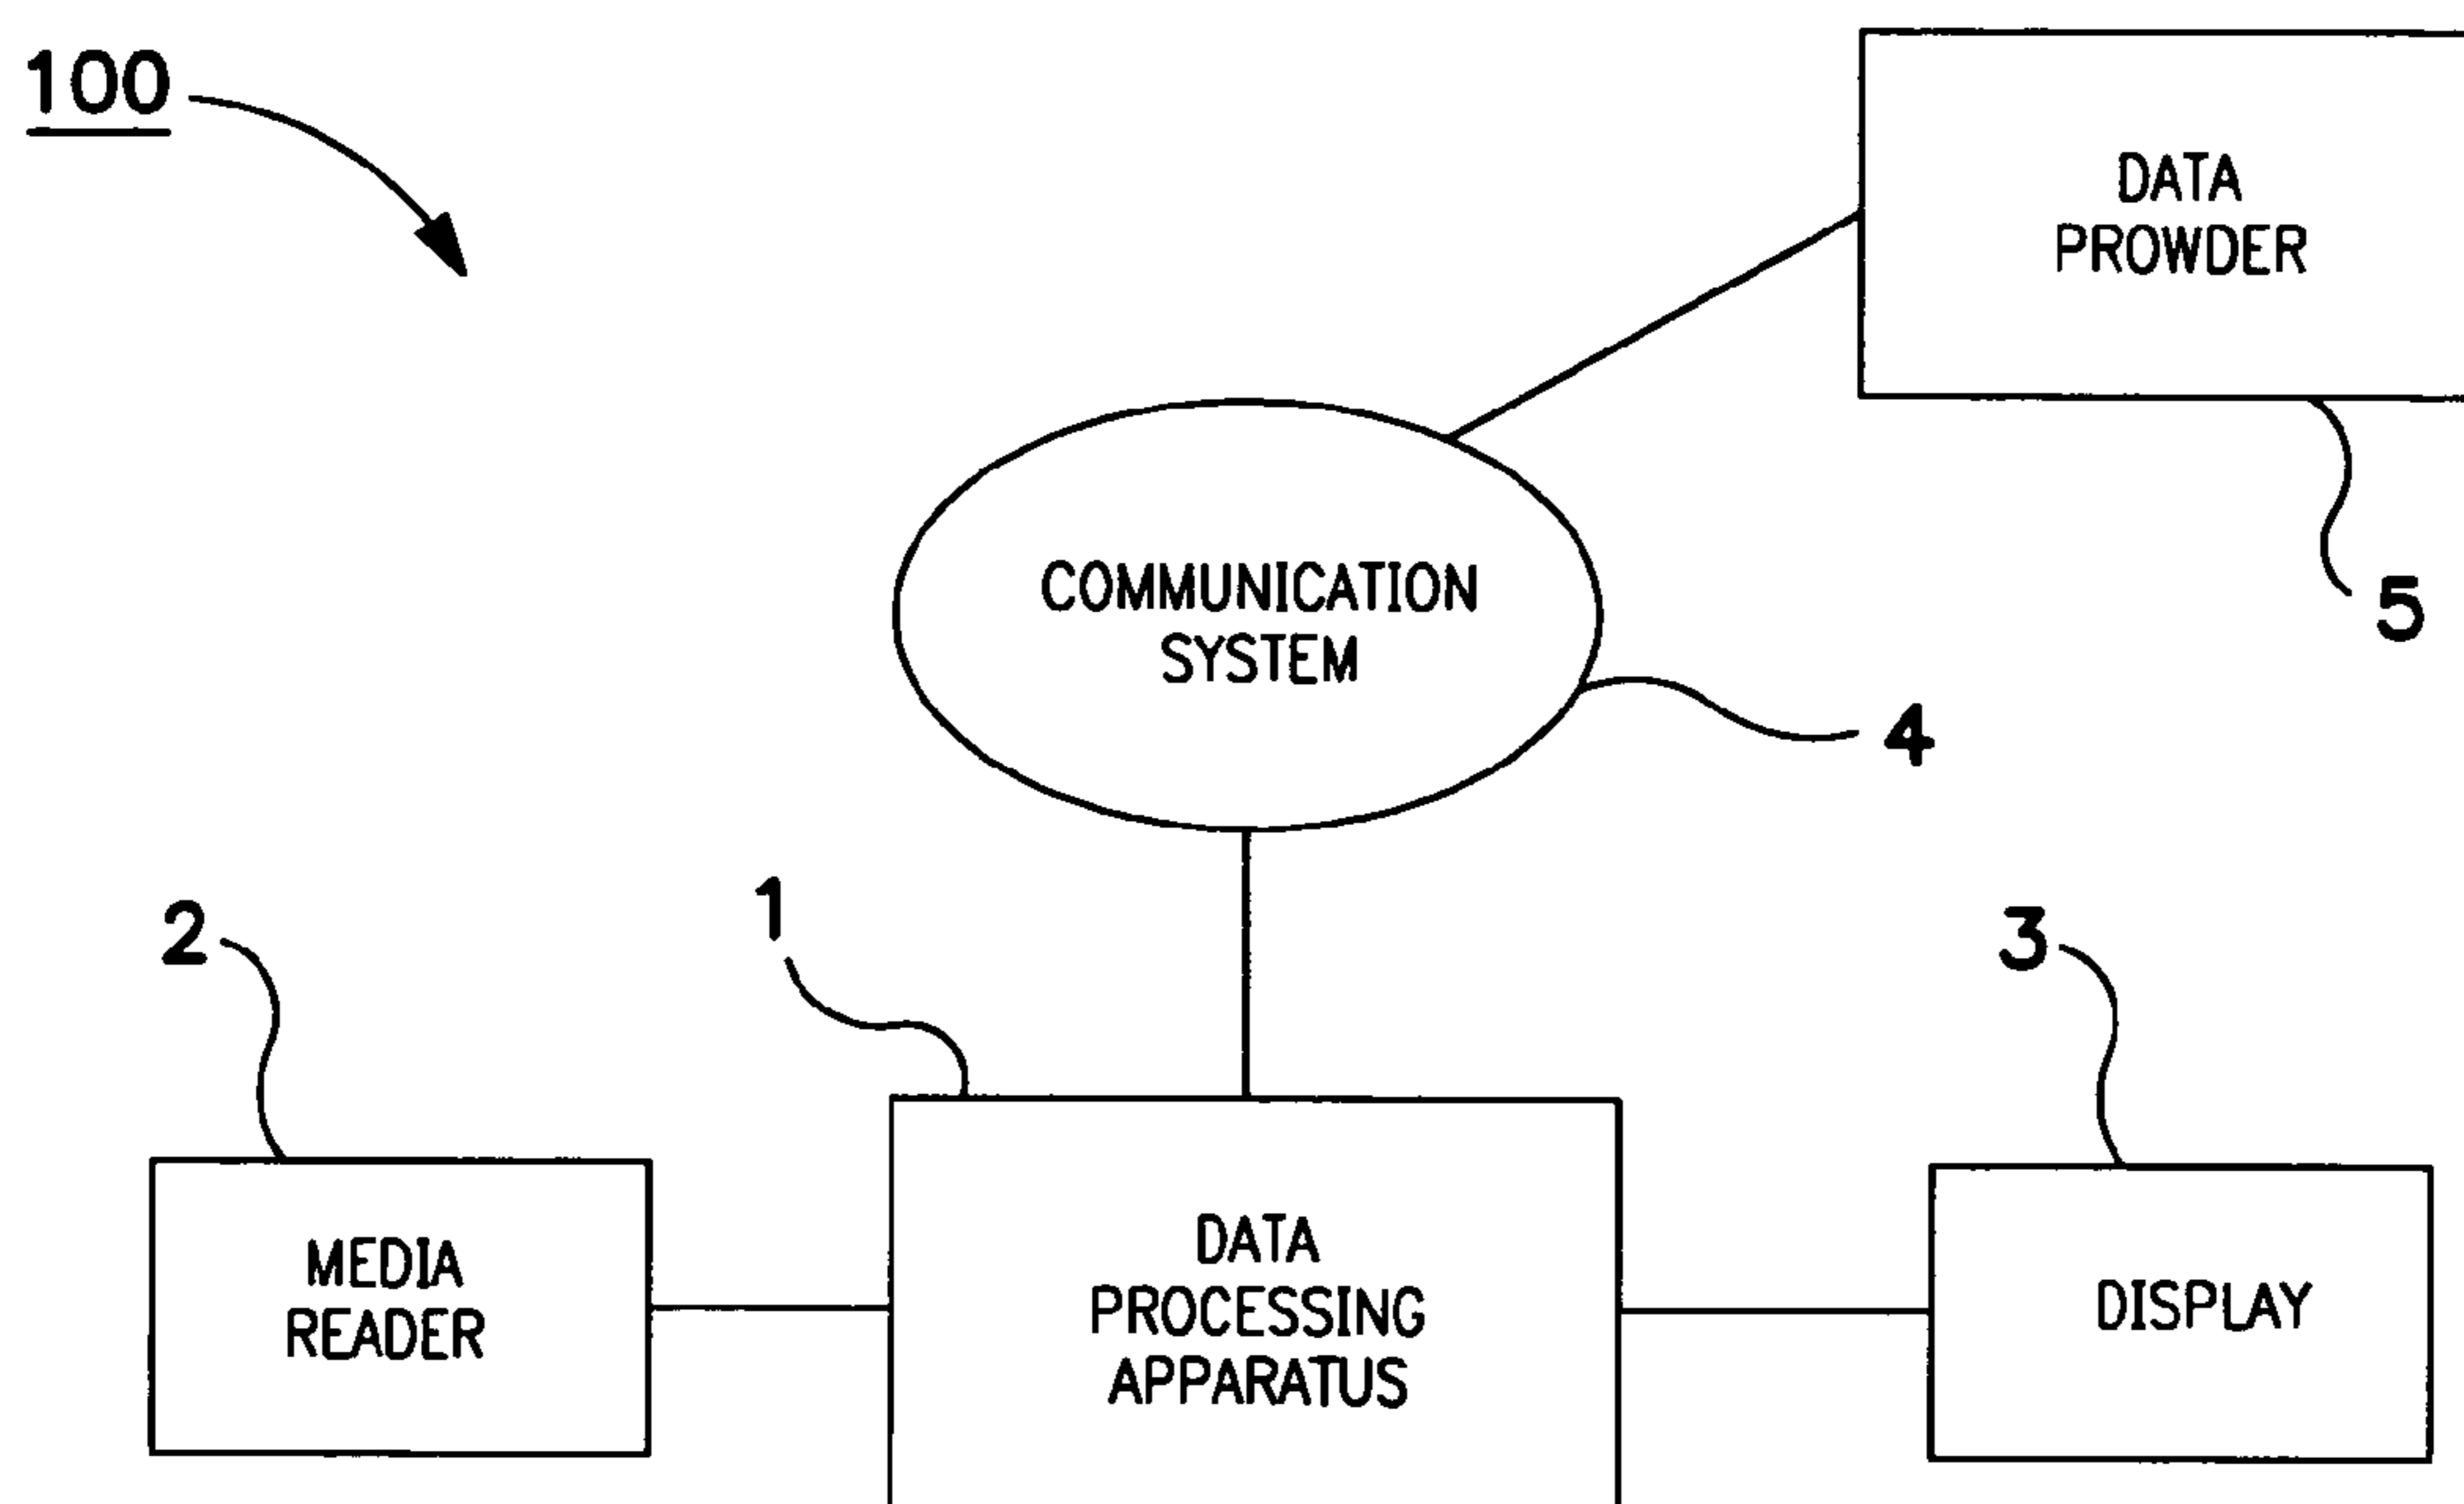 100
DATA
PROWDER
COMMUNICATION
SYSTEM
5
4
1
2
3
MEDIA
READER
DATA
PROCESSING
APPARATUS
DISPLAY